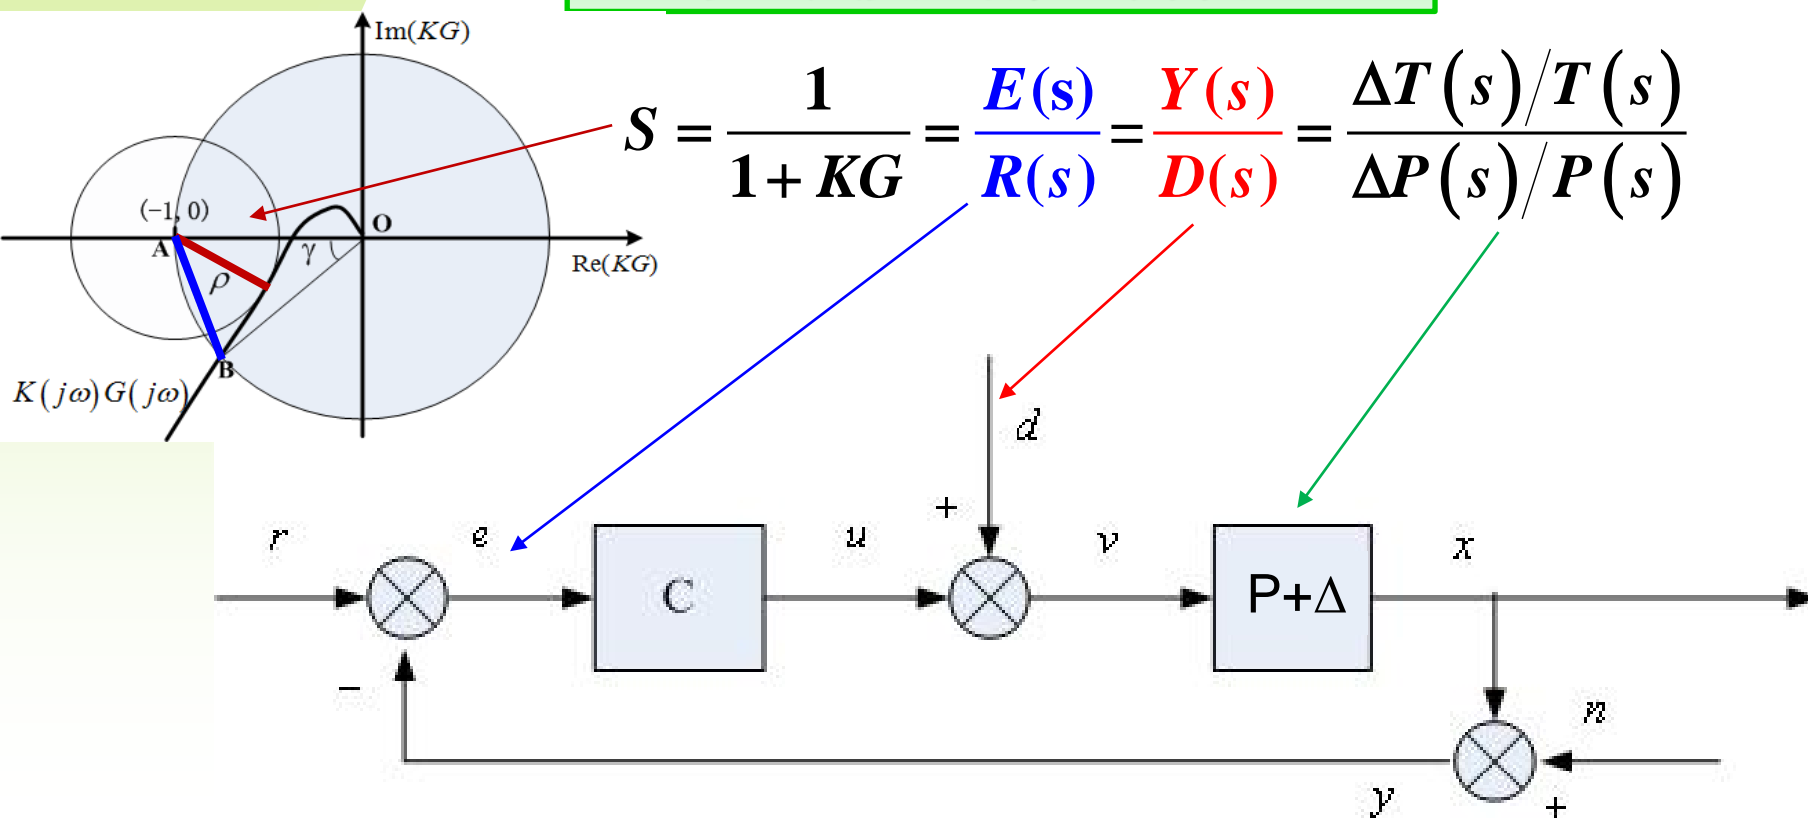 Im(KG)
S = 1 / (1 + KG) = E(s) / R(s) = Y(s) / D(s) = (ΔT(s)/T(s)) / (ΔP(s)/P(s))
(−1, 0)
A
O
γ
ρ
Re(KG)
B
K(jω)G(jω)
d
+
r
e
C
u
v
P+Δ
x
−
n
y
+